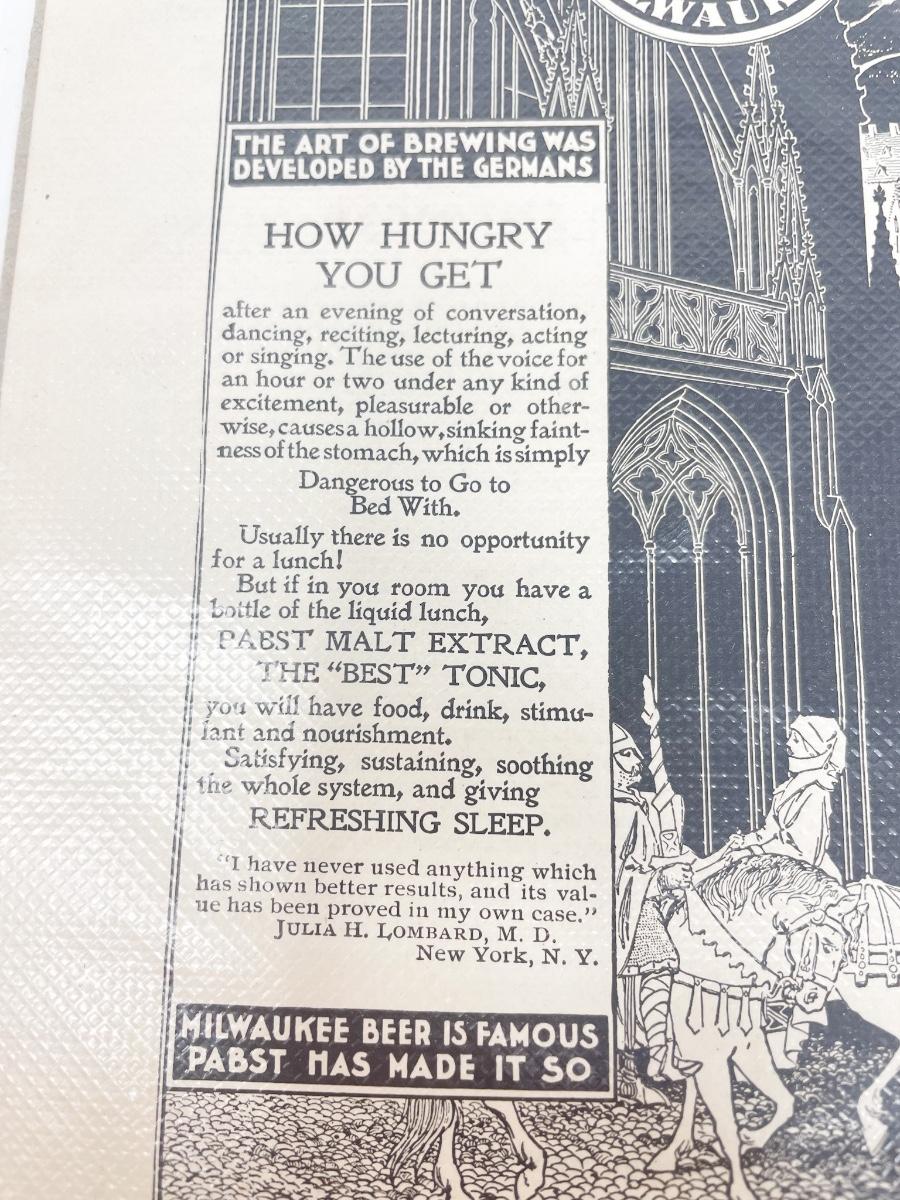 THE ART OF BREWING WAS
DEVELOPED BY THE GERMANS
HOW HUNGRY
YOU GET
after an evening of conversation,
dancing, reciting, lecturing, acting
or singing. The use of the voice for
an hour or two under any kind of
excitement, pleasurable or other-
wise, causes a hollow, sinking faint-
ness of the stomach, which is simply
Dangerous to Go to
Bed With.
Usually there is no opportunity
for a lunch!
But if in you room you have a
bottle of the liquid lunch,
PABST MALT EXTRACT,
THE "BEST" TONIC,
you will have food, drink, stimu-
lant and nourishment.
Satisfying, sustaining, soothing
the whole system, and giving
REFRESHING SLEEP.
"I have never used anything which
has shown better results, and its val-
ue has been proved in my own case."
JULIA H. LOMBARD, M. D.
New York, N. Y.
MILWAUKEE BEER IS FAMOUS
PABST HAS MADE IT SO